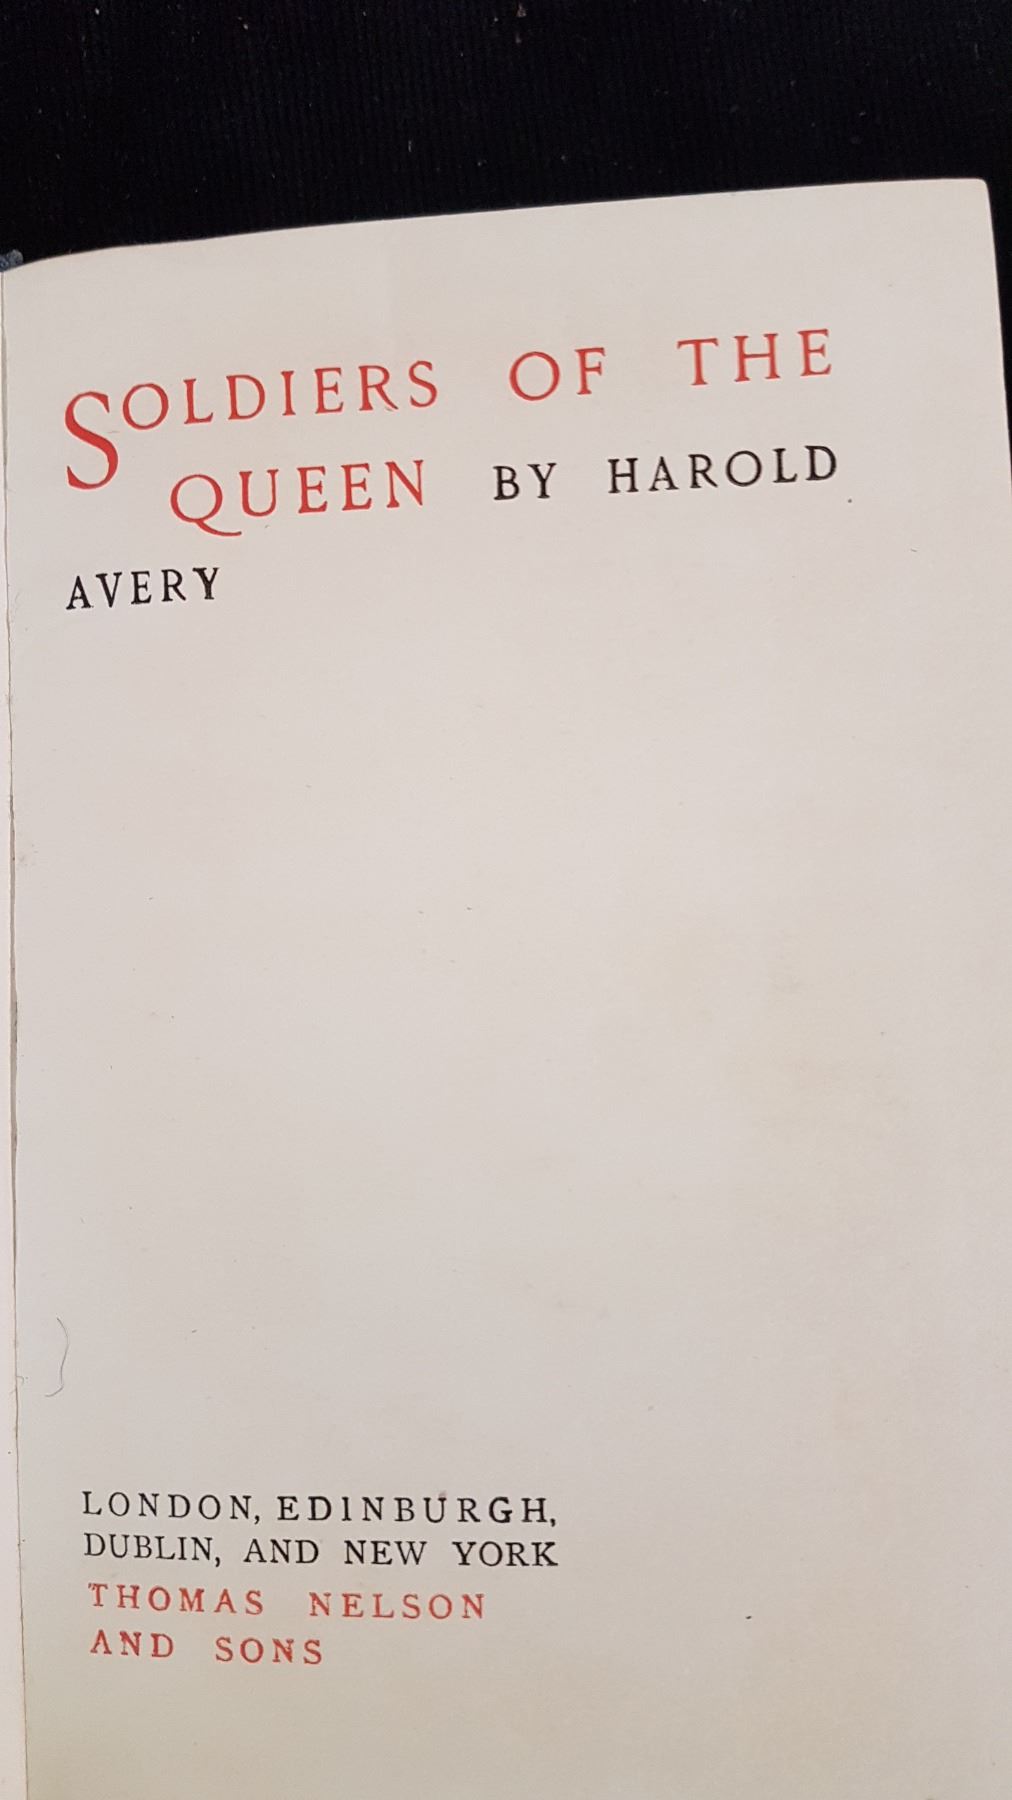 SOLDIERS OF THE
QUEEN BY HAROLD
AVERY
LONDON, EDINBURGH,
DUBLIN, AND NEW YORK
THOMAS NELSON
AND SONS